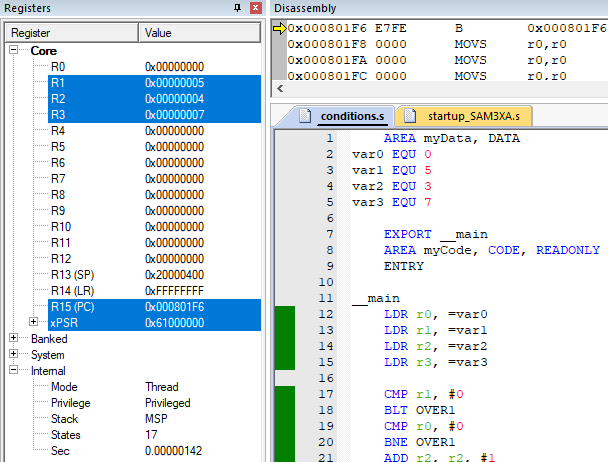 Registers
Register Value
Core
R0 0x00000000
R1 0x00000005
R2 0x00000004
R3 0x00000007
R4 0x00000000
R5 0x00000000
R6 0x00000000
R7 0x00000000
R8 0x00000000
R9 0x00000000
R10 0x00000000
R11 0x00000000
R12 0x00000000
R13 (SP) 0x20000400
R14 (LR) 0xFFFFFFFF
R15 (PC) 0x000801F6
xPSR 0x61000000
Banked
System
Internal
Mode Thread
Privilege Privileged
Stack MSP
States 17
Sec 0.00000142
Disassembly
0x000801F6 E7FE B 0x000801F6
0x000801F8 0000 MOVS r0,r0
0x000801FA 0000 MOVS r0,r0
0x000801FC 0000 MOVS r0,r0
conditions.s startup_SAM3XA.s
1 AREA myData, DATA
2 var0 EQU 0
3 var1 EQU 5
4 var2 EQU 3
5 var3 EQU 7
6
7 EXPORT __main
8 AREA myCode, CODE, READONLY
9 ENTRY
10
11 __main
12 LDR r0, =var0
13 LDR r1, =var1
14 LDR r2, =var2
15 LDR r3, =var3
16
17 CMP r1, #0
18 BLT OVER1
19 CMP r0, #0
20 BNE OVER1
21 ADD r2, r2, #1